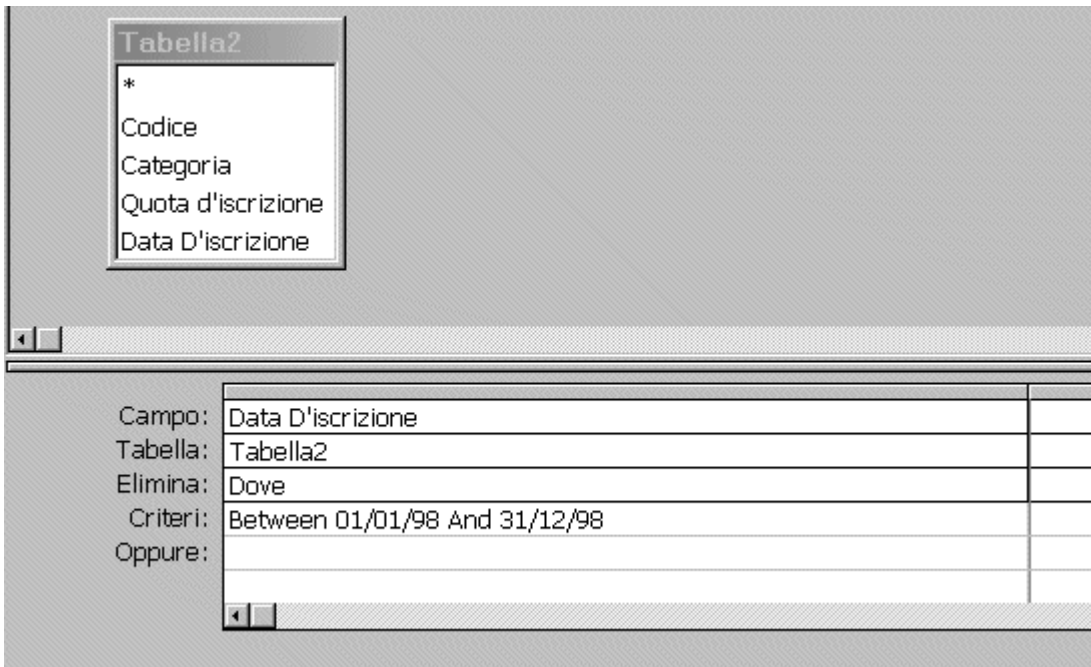 Tabella2
*
Codice
Categoria
Quota d'iscrizione
Data D'iscrizione
Campo: Data D'iscrizione
Tabella: Tabella2
Elimina: Dove
Criteri: Between 01/01/98 And 31/12/98
Oppure: